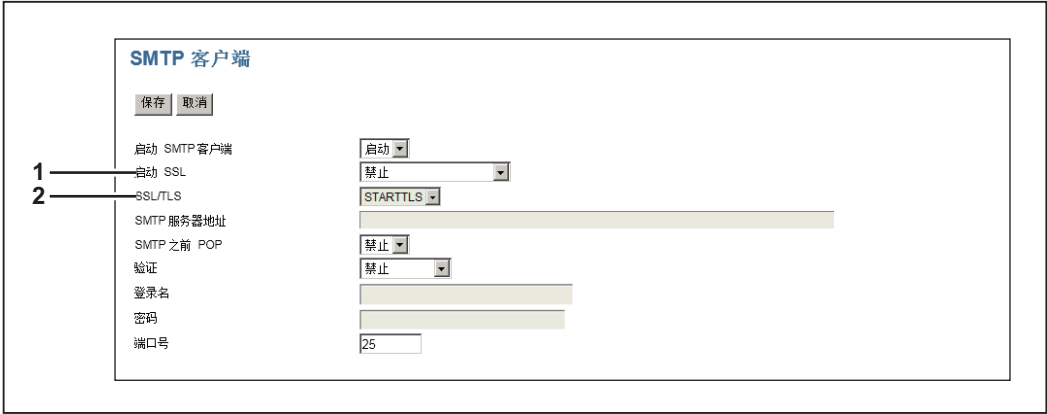 SMTP 客户端
保存 取消
启动 SMTP 客户端 启动
1 启动 SSL 禁止
2 SSL/TLS STARTTLS
SMTP 服务器地址
SMTP 之前 POP 禁止
验证 禁止
登录名
密码
端口号 25